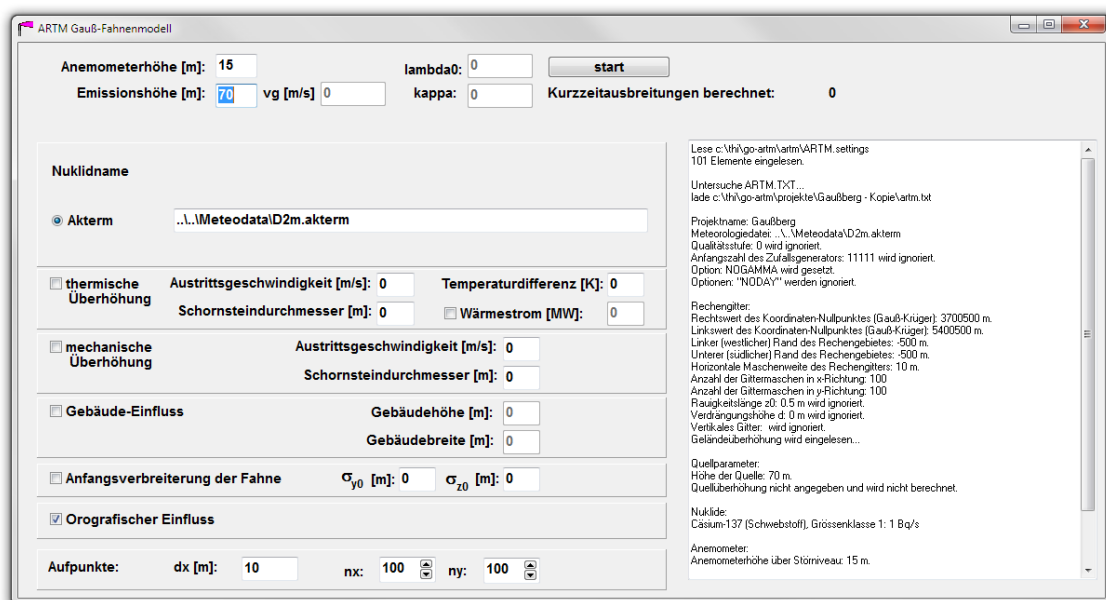 ARTM Gauß-Fahnenmodell
Anemometerhöhe [m]: 15 lambda0: 0 start
Emissionshöhe [m]: 70 vg [m/s] 0 kappa: 0 Kurzzeitausbreitungen berechnet: 0
Nuklidname
Akterm ..\..\Meteodata\D2m.akterm
thermische Überhöhung
Austrittsgeschwindigkeit [m/s]: 0 Temperaturdifferenz [K]: 0
Schornsteindurchmesser [m]: 0 Wärmestrom [MW]: 0
mechanische Überhöhung
Austrittsgeschwindigkeit [m/s]: 0
Schornsteindurchmesser [m]: 0
Gebäude-Einfluss Gebäudehöhe [m]: 0
Gebäudebreite [m]: 0
Anfangsverbreiterung der Fahne σy0 [m]: 0 σz0 [m]: 0
Orografischer Einfluss
Aufpunkte: dx [m]: 10 nx: 100 ny: 100
Lese c:\thi\go-artm\artm\ARTM.settings
101 Elemente eingelesen.
Untersuche ARTM.TXT...
lade c:\thi\go-artm\projekte\Gaußberg - Kopie\artm.txt
Projektname: Gaußberg
Meteorologiedatei: ..\..\Meteodata\D2m.akterm
Qualitätsstufe: 0 wird ignoriert.
Anfangszahl des Zufallsgenerators: 11111 wird ignoriert.
Option: NOGAMMA wird gesetzt.
Optionen: "NODAY" werden ignoriert.
Rechengitter:
Rechtswert des Koordinaten-Nullpunktes (Gauß-Krüger): 3700500 m.
Linkswert des Koordinaten-Nullpunktes (Gauß-Krüger): 5400500 m.
Linker (westlicher) Rand des Rechengebietes: -500 m.
Unterer (südlicher) Rand des Rechengebietes: -500 m.
Horizontale Maschenweite des Rechengitters: 10 m.
Anzahl der Gittermaschen in x-Richtung: 100
Anzahl der Gittermaschen in y-Richtung: 100
Rauigkeitslänge z0: 0.5 m wird ignoriert.
Verdrängungshöhe d: 0 m wird ignoriert.
Vertikales Gitter: wird ignoriert.
Geländeüberhöhung wird eingelesen...
Quellparameter:
Höhe der Quelle: 70 m.
Quellüberhöhung nicht angegeben und wird nicht berechnet.
Nuklide:
Cäsium-137 (Schwebstoff), Grössenklasse 1: 1 Bq/s
Anemometer:
Anemometerhöhe über Störniveau: 15 m.